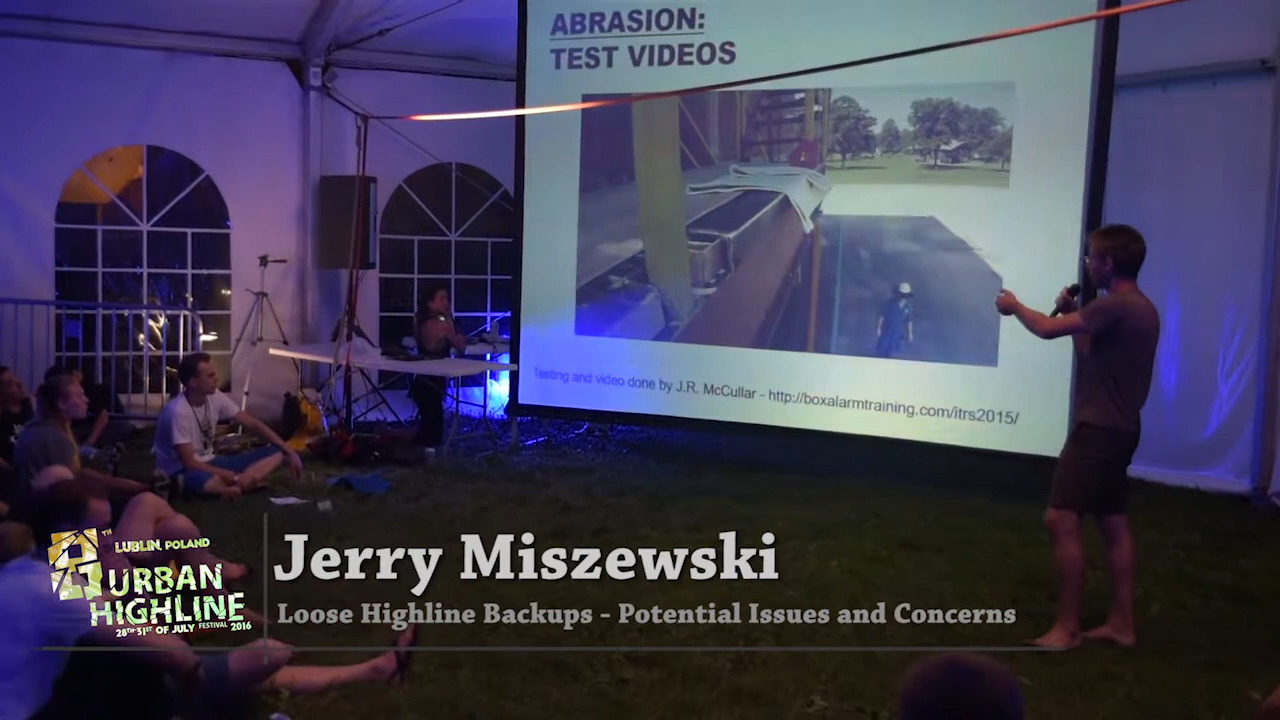 ABRASION:
TEST VIDEOS
Testing and video done by J.R. McCullar - http://boxalarmtraining.com/itrs2015/
Jerry Miszewski
Loose Highline Backups - Potential Issues and Concerns
8TH
LUBLIN, POLAND
URBAN
HIGHLINE
28TH 31ST OF JULY FESTIVAL 2016